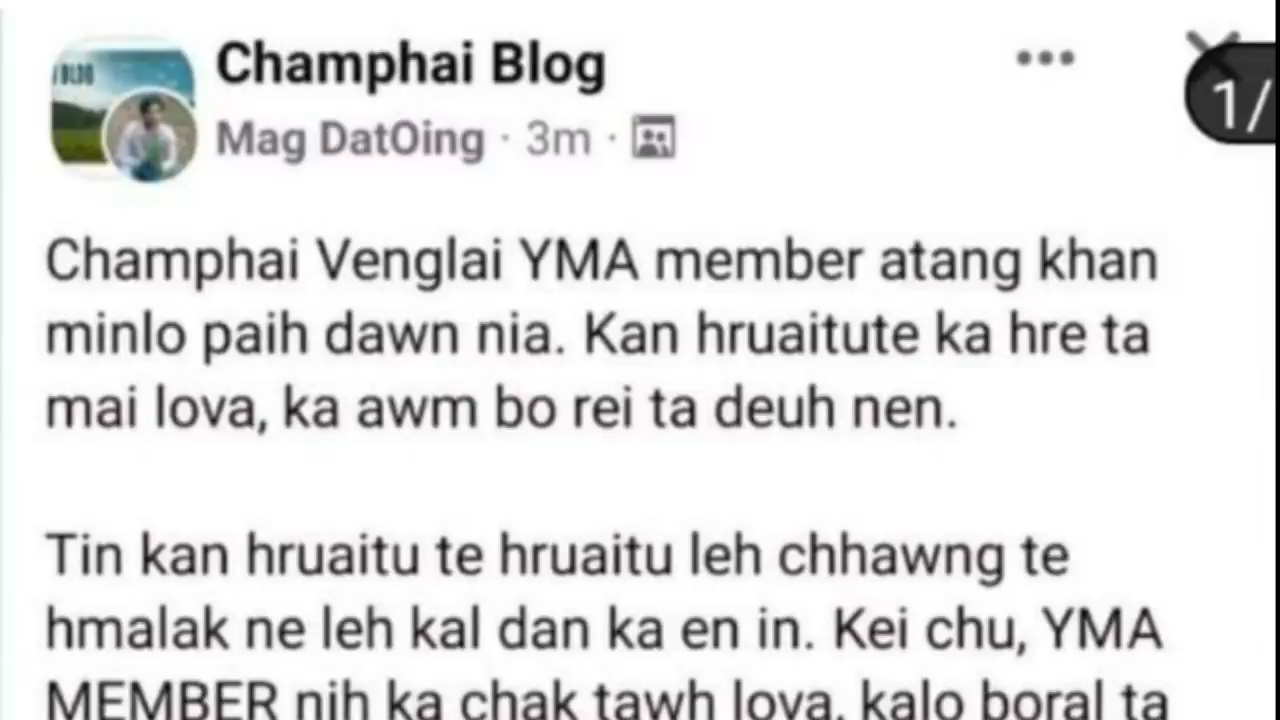 / BLOG
Champhai Blog
Mag DatOing · 3m ·
1/
Champhai Venglai YMA member atang khan
minlo paih dawn nia. Kan hruaitute ka hre ta
mai lova, ka awm bo rei ta deuh nen.
Tin kan hruaitu te hruaitu leh chhawng te
hmalak ne leh kal dan ka en in. Kei chu, YMA
MEMBER nih ka chak tawh lova, kalo boral ta